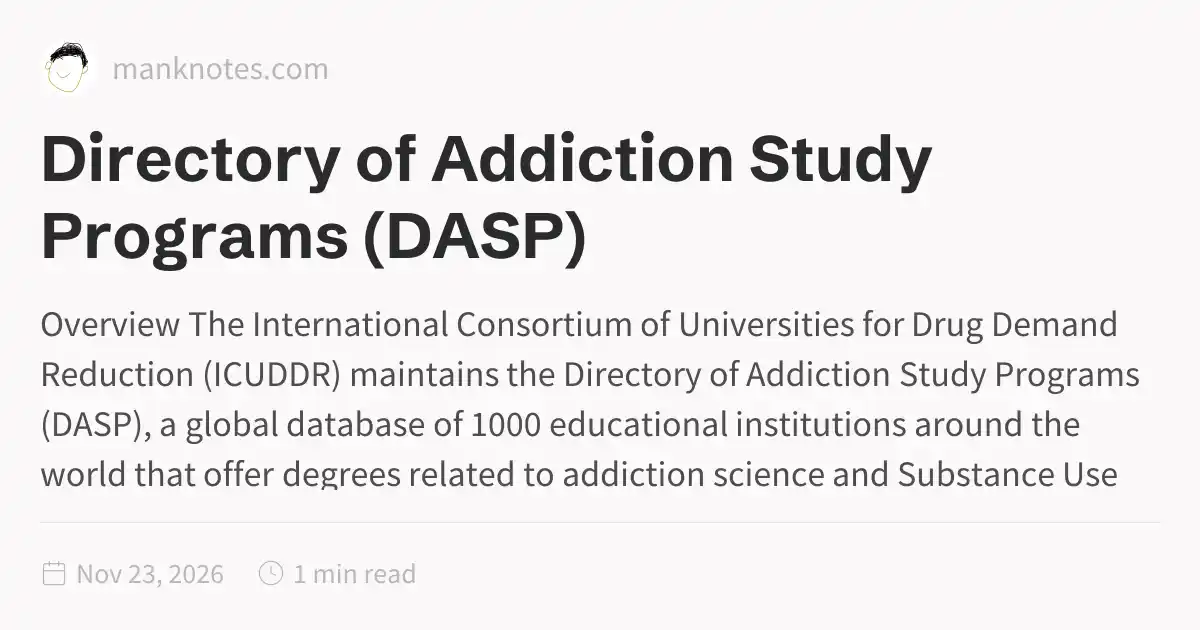 manknotes.com
Directory of Addiction Study
Programs (DASP)
Overview The International Consortium of Universities for Drug Demand
Reduction (ICUDDR) maintains the Directory of Addiction Study Programs
(DASP), a global database of 1000 educational institutions around the
world that offer degrees related to addiction science and Substance Use
Nov 23, 2026
1 min read